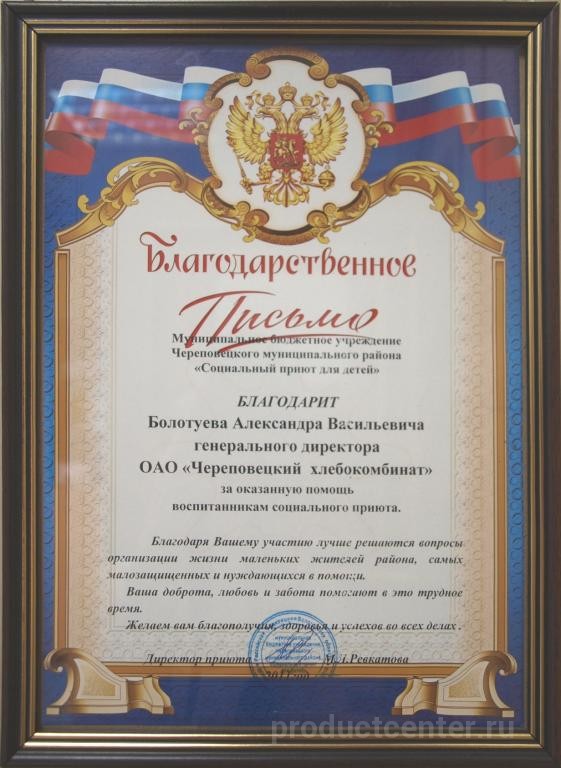 Благодарственное
Письмо
Муниципальное бюджетное учреждение
Череповецкого муниципального района
«Социальный приют для детей»
БЛАГОДАРИТ
Болотуева Александра Васильевича
генерального директора
ОАО «Череповецкий хлебокомбинат»
за оказанную помощь
воспитанникам социального приюта.
Благодаря Вашему участию лучше решаются вопросы
организации жизни маленьких жителей района, самых
малозащищенных и нуждающихся в помощи.
Ваша доброта, любовь и забота помогают в это трудное
время.
Желаем вам благополучия, здоровья и успехов во всех делах.
Директор приюта М.Л.Ревкатова
productcenter.ru